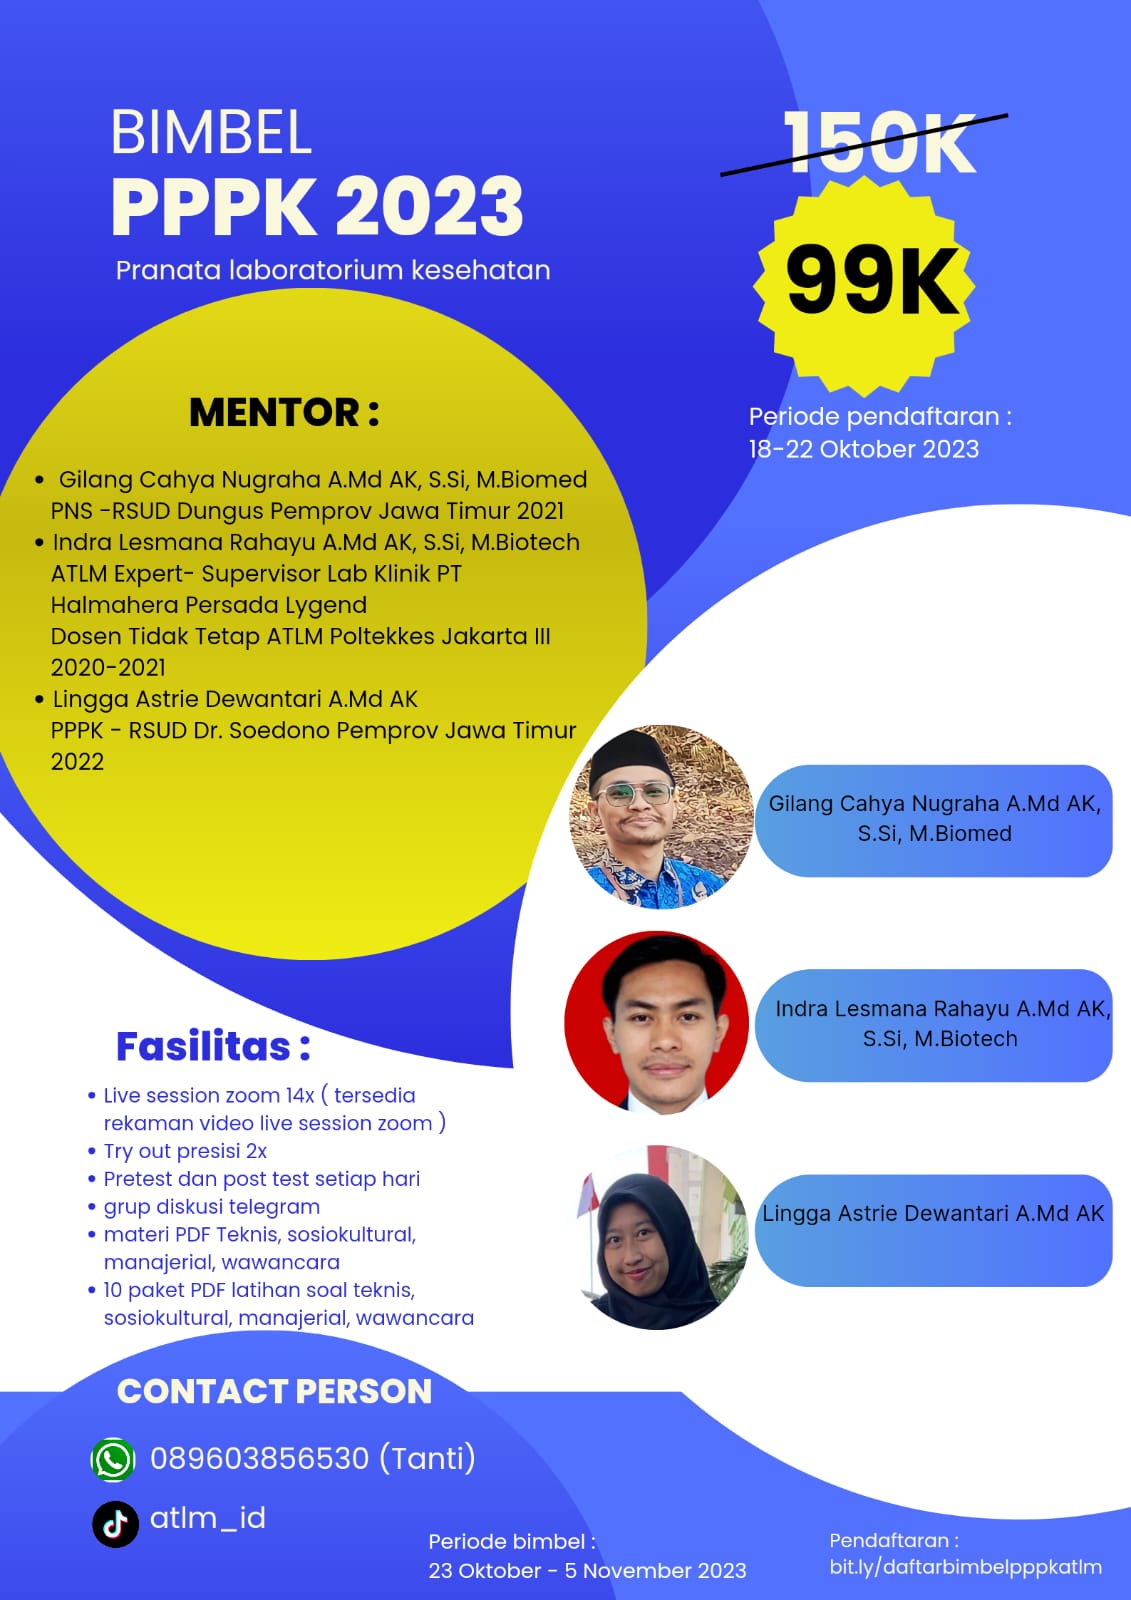 BIMBEL
PPPK 2023
Pranata laboratorium kesehatan
150K
99K
Periode pendaftaran :
18-22 Oktober 2023
MENTOR :
Gilang Cahya Nugraha A.Md AK, S.Si, M.Biomed
PNS -RSUD Dungus Pemprov Jawa Timur 2021
Indra Lesmana Rahayu A.Md AK, S.Si, M.Biotech
ATLM Expert- Supervisor Lab Klinik PT
Halmahera Persada Lygend
Dosen Tidak Tetap ATLM Poltekkes Jakarta III
2020-2021
Lingga Astrie Dewantari A.Md AK
PPPK - RSUD Dr. Soedono Pemprov Jawa Timur
2022
Gilang Cahya Nugraha A.Md AK,
S.Si, M.Biomed
Indra Lesmana Rahayu A.Md AK,
S.Si, M.Biotech
Lingga Astrie Dewantari A.Md AK
Fasilitas :
Live session zoom 14x ( tersedia
rekaman video live session zoom )
Try out presisi 2x
Pretest dan post test setiap hari
grup diskusi telegram
materi PDF Teknis, sosiokultural,
manajerial, wawancara
10 paket PDF latihan soal teknis,
sosiokultural, manajerial, wawancara
CONTACT PERSON
089603856530 (Tanti)
atlm_id
Periode bimbel :
23 Oktober - 5 November 2023
Pendaftaran :
bit.ly/daftarbimbelpppkatlm